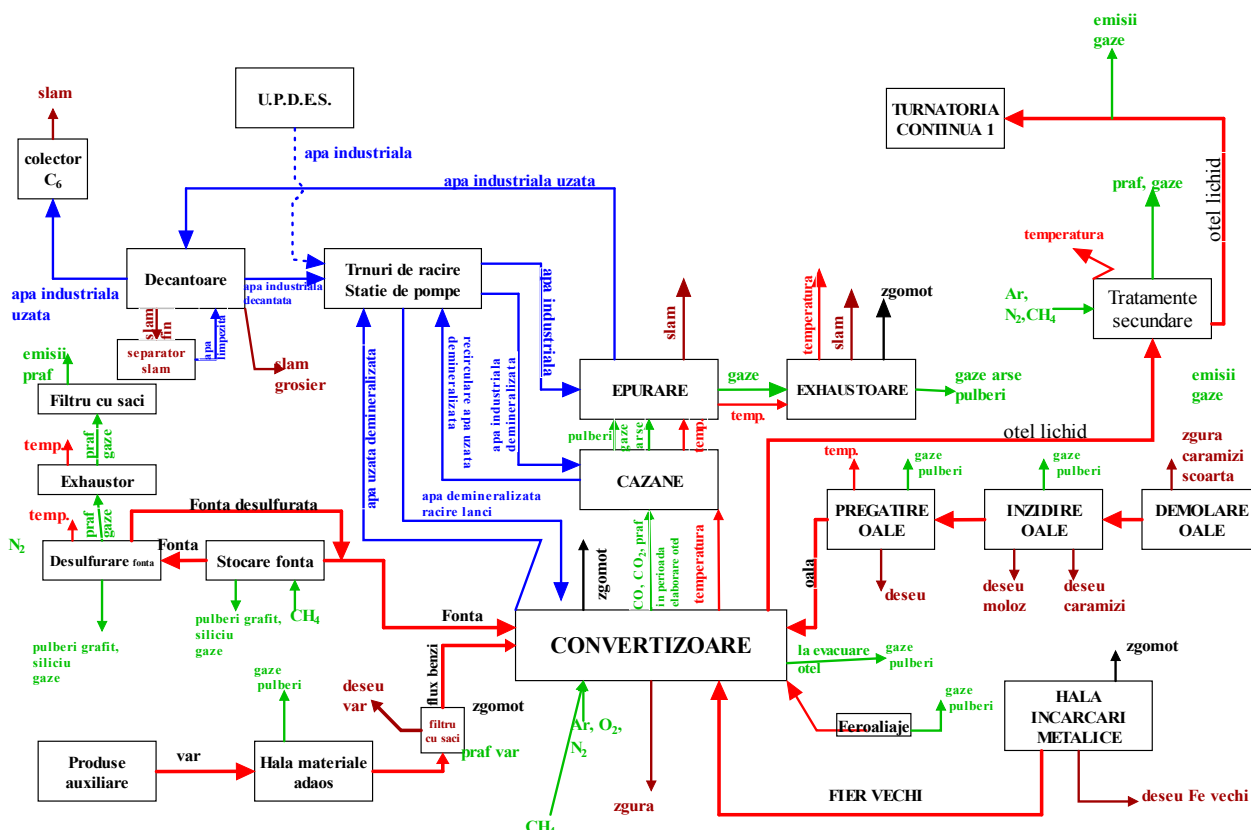 emisii
gaze
slam
U.P.D.E.S.
TURNATORIA
CONTINUA 1
colector
C6
apa industriala
apa industriala uzata
praf, gaze
otel lichid
temperatura
Decantoare
Trnuri de racire
Statie de pompe
apa industriala
decantata
apa industriala
uzata
apa industriala
zgomot
temperatura
slam
slam
Ar,
N2,CH4
Tratamente
secundare
slam
fin
apa
limpezita
separator
slam
slam
grosier
emisii
praf
Filtru cu saci
EPURARE
gaze
temp.
EXHAUSTOARE
gaze arse
pulberi
emisii
gaze
apa uzata demineralizata
recirculare apa uzata
demineralizata
apa industriala
demineralizata
pulberi
gaze
arse
temp.
otel lichid
praf
gaze
temp.
Exhaustor
CAZANE
zgura
caramizi
scoarta
temp.
gaze
pulberi
gaze
pulberi
Fonta desulfurata
apa demineralizata
racire lanci
PREGATIRE
OALE
INZIDIRE
OALE
DEMOLARE
OALE
temp.
praf
gaze
N2
Fonta
Desulfurare fonta
Stocare fonta
zgomot
CO, CO2, praf
in perioada
elaborare otel
temperatura
oala
deseu
deseu
moloz
deseu
caramizi
pulberi grafit,
siliciu
gaze
CH4
pulberi grafit,
siliciu
gaze
Fonta
CONVERTIZOARE
la evacuare
otel
gaze
pulberi
zgomot
gaze
pulberi
deseu
var
flux benzi
zgomot
filtru
cu saci
praf var
Ar, O2,
N2
Feroaliaje
gaze
pulberi
HALA
INCARCARI
METALICE
Produse
auxiliare
var
Hala materiale
adaos
zgura
FIER VECHI
deseu Fe vechi
CH4